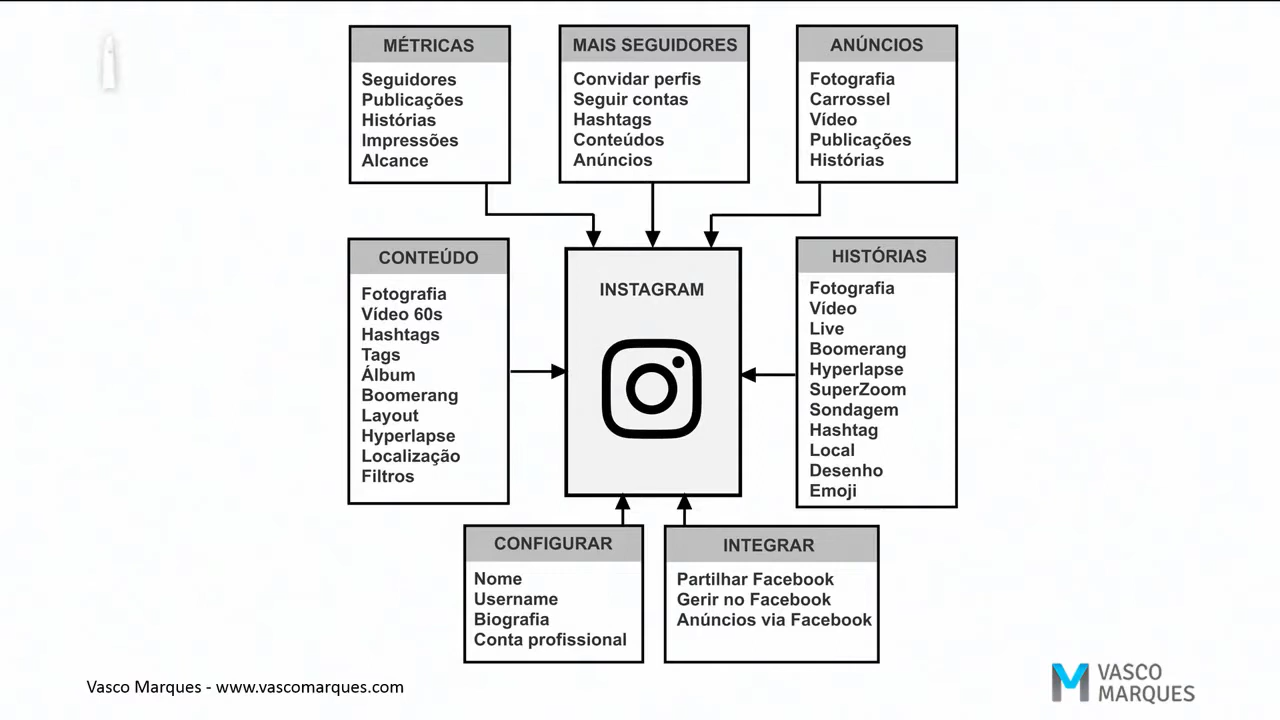 MÉTRICAS
Seguidores
Publicações
Histórias
Impressões
Alcance
MAIS SEGUIDORES
Convidar perfis
Seguir contas
Hashtags
Conteúdos
Anúncios
ANÚNCIOS
Fotografia
Carrossel
Vídeo
Publicações
Histórias
CONTEÚDO
Fotografia
Vídeo 60s
Hashtags
Tags
Álbum
Boomerang
Layout
Hyperlapse
Localização
Filtros
INSTAGRAM
HISTÓRIAS
Fotografia
Vídeo
Live
Boomerang
Hyperlapse
SuperZoom
Sondagem
Hashtag
Local
Desenho
Emoji
CONFIGURAR
Nome
Username
Biografia
Conta profissional
INTEGRAR
Partilhar Facebook
Gerir no Facebook
Anúncios via Facebook
Vasco Marques - www.vascomarques.com
VASCO
MARQUES